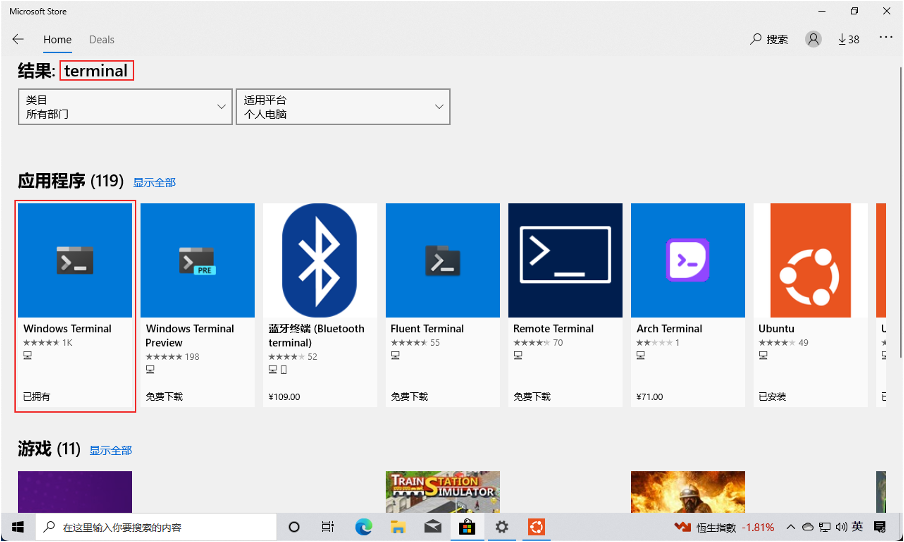 Microsoft Store
Home
Deals
搜索
38
结果: terminal
类目
所有部门
适用平台
个人电脑
应用程序 (119) 显示全部
PRE
Windows Terminal
1K
已拥有
Windows Terminal
Preview
198
免费下载
蓝牙终端 (Bluetooth
terminal)
52
¥109.00
Fluent Terminal
55
免费下载
Remote Terminal
70
免费下载
Arch Terminal
1
¥71.00
Ubuntu
49
已安装
游戏 (11) 显示全部
TRAIN STATION
SIMULATOR
在这里输入你要搜索的内容
恒生指數 -1.81%
英